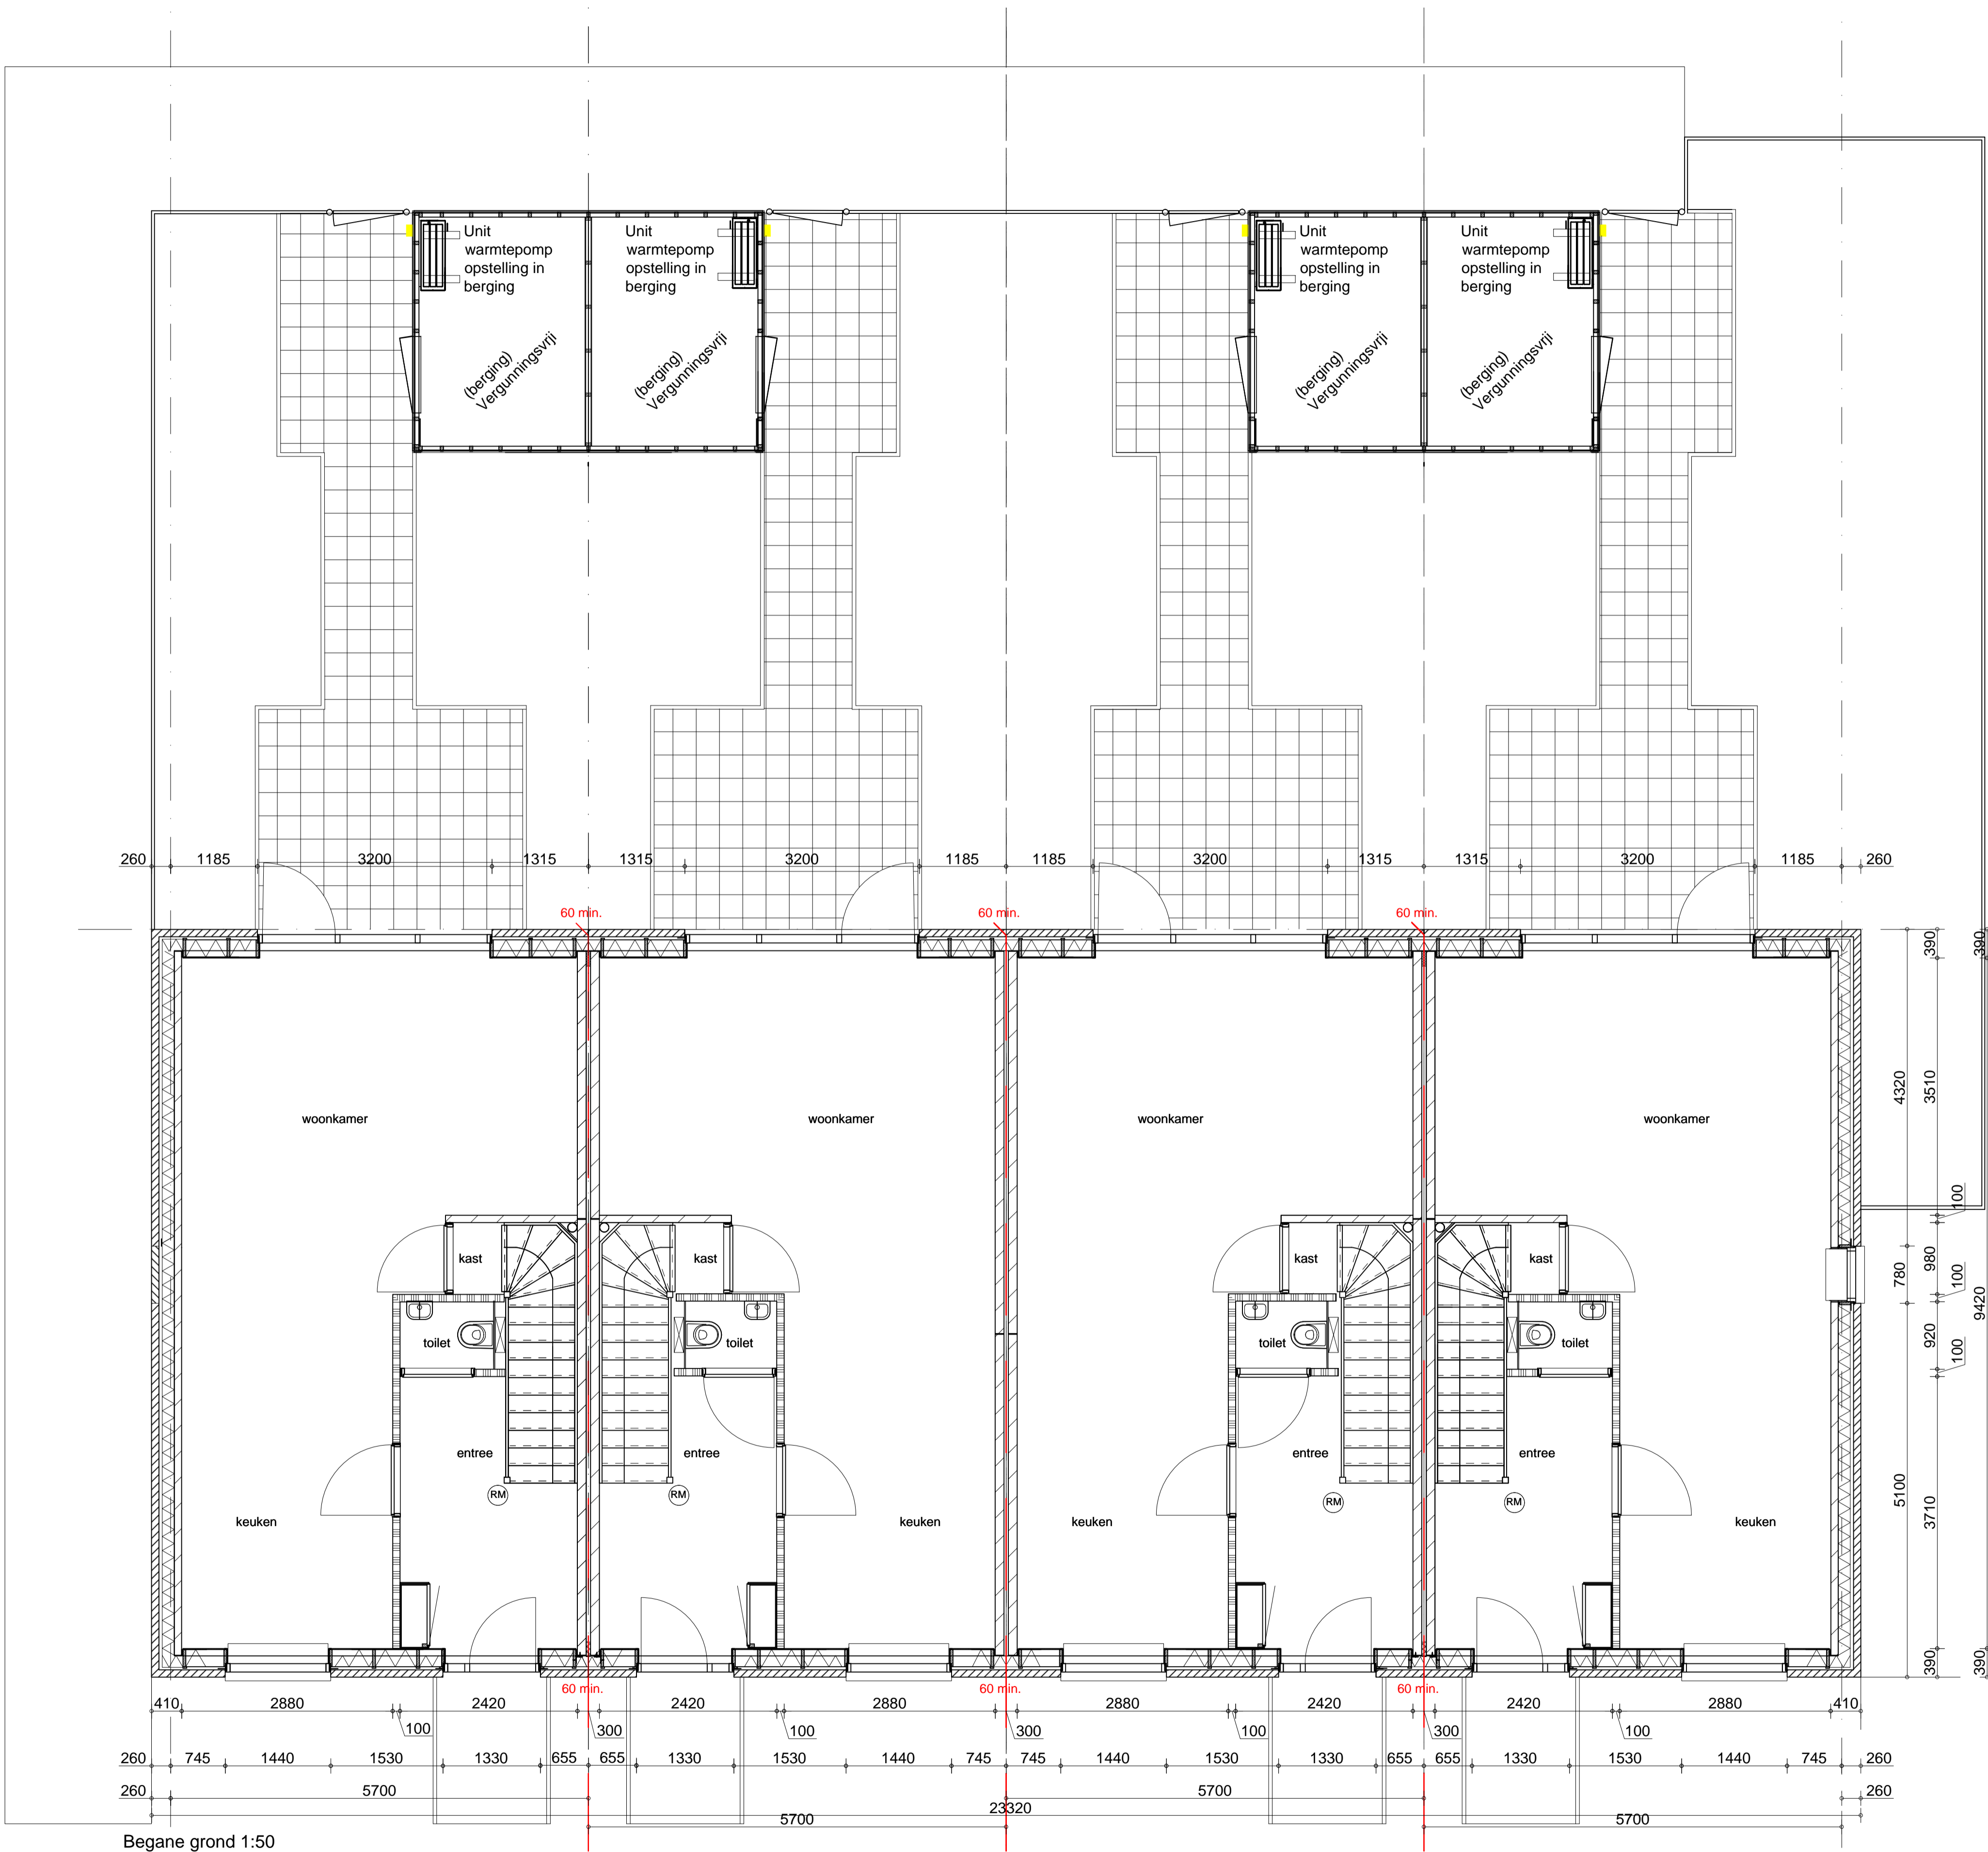 Unit
warmtepomp
opstelling in
berging
Unit
warmtepomp
opstelling in
berging
Unit
warmtepomp
opstelling in
berging
Unit
warmtepomp
opstelling in
berging
(berging)
Vergunningsvrij
(berging)
Vergunningsvrij
(berging)
Vergunningsvrij
(berging)
Vergunningsvrij
260 1185 3200 1315 1315 3200 1185 1185 3200 1315 1315 3200 1185 260
60 min. 60 min. 60 min.
390 390
4320 3510
woonkamer woonkamer woonkamer woonkamer
100
kast kast kast kast
780 980 100
9420
toilet toilet toilet toilet
920 100
entree entree entree entree
RM RM RM RM
5100 3710
keuken keuken keuken keuken
390 390
60 min. 60 min. 60 min.
410 2880 2420 2420 2880 2880 2420 2420 2880 410
100 300 100 300 100 300 100
260 745 1440 1530 1330 655 655 1330 1530 1440 745 745 1440 1530 1330 655 655 1330 1530 1440 745 260
260 5700 5700 260
23320
5700 5700
Begane grond 1:50